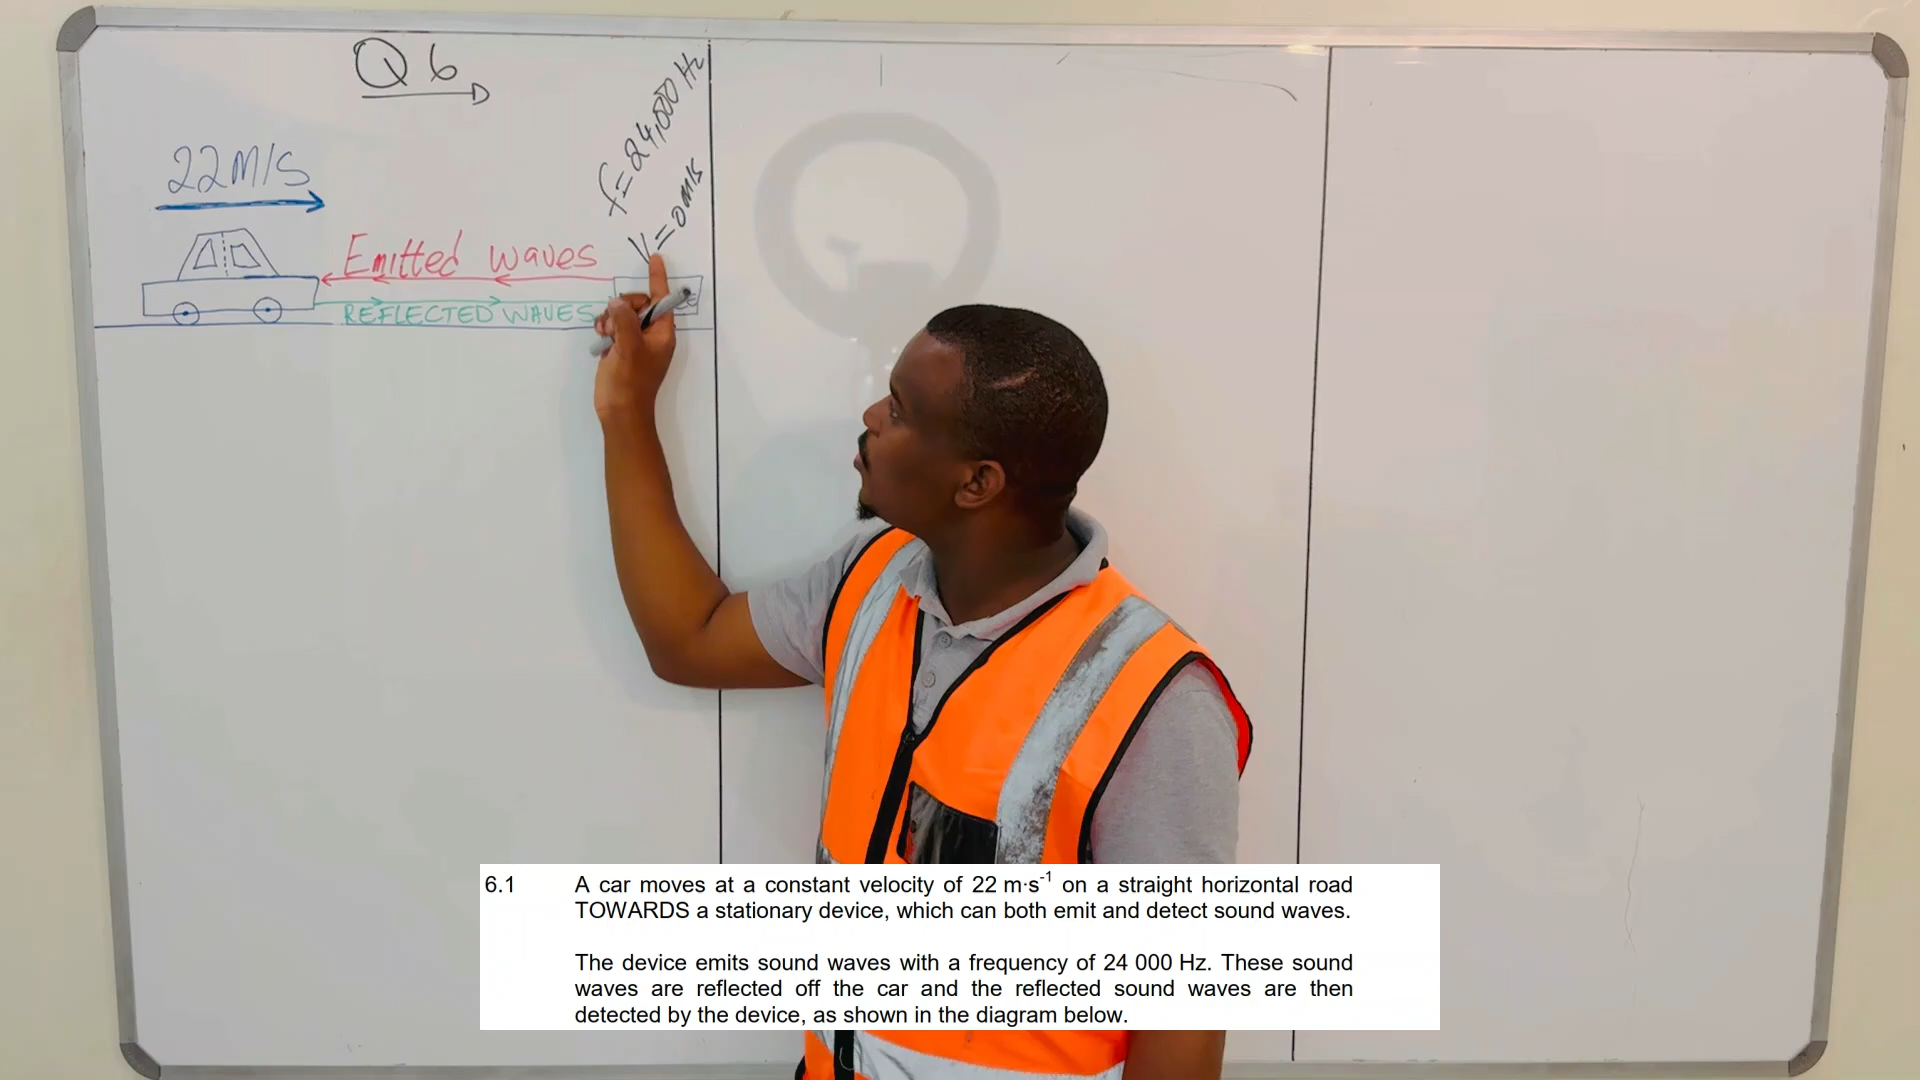 Q6
22M/S
f=24,000 Hz
V=0M/S
Emitted waves
REFLECTED WAVES
6.1 A car moves at a constant velocity of 22 m·s⁻¹ on a straight horizontal road
TOWARDS a stationary device, which can both emit and detect sound waves.
The device emits sound waves with a frequency of 24 000 Hz. These sound
waves are reflected off the car and the reflected sound waves are then
detected by the device, as shown in the diagram below.